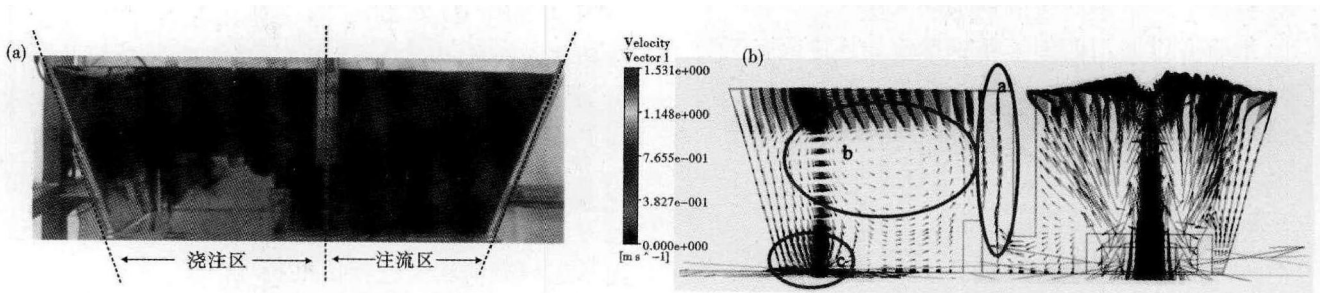 (a)
浇注区
注流区
Velocity
Vector 1
1.531e+000
1.148e+000
7.655e-001
3.827e-001
0.000e+000
[m s^-1]
(b)
a
b
c